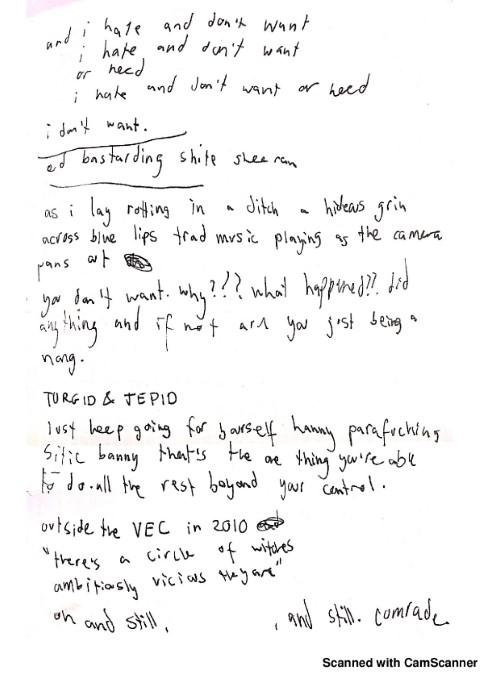 and i hate and don't want
i hate and don't want
or need
i hate and don't want or need
i don't want.
ed bastarding shite sheeran
as i lay rotting in a ditch a hideous grin
across blue lips trad music playing as the camera
pans out
you don't want. why??? what happened?? did
anything and if not are you just being a
nang.
TURGID & TEPID
Just keep going for yourself hanny parafucking
Sitic banny that's the one thing you're able
to do. all the rest beyond your control.
outside the VEC in 2010
"there's a circle of witches
ambitiously vicious they are"
on and still,
, and still. comrade
Scanned with CamScanner